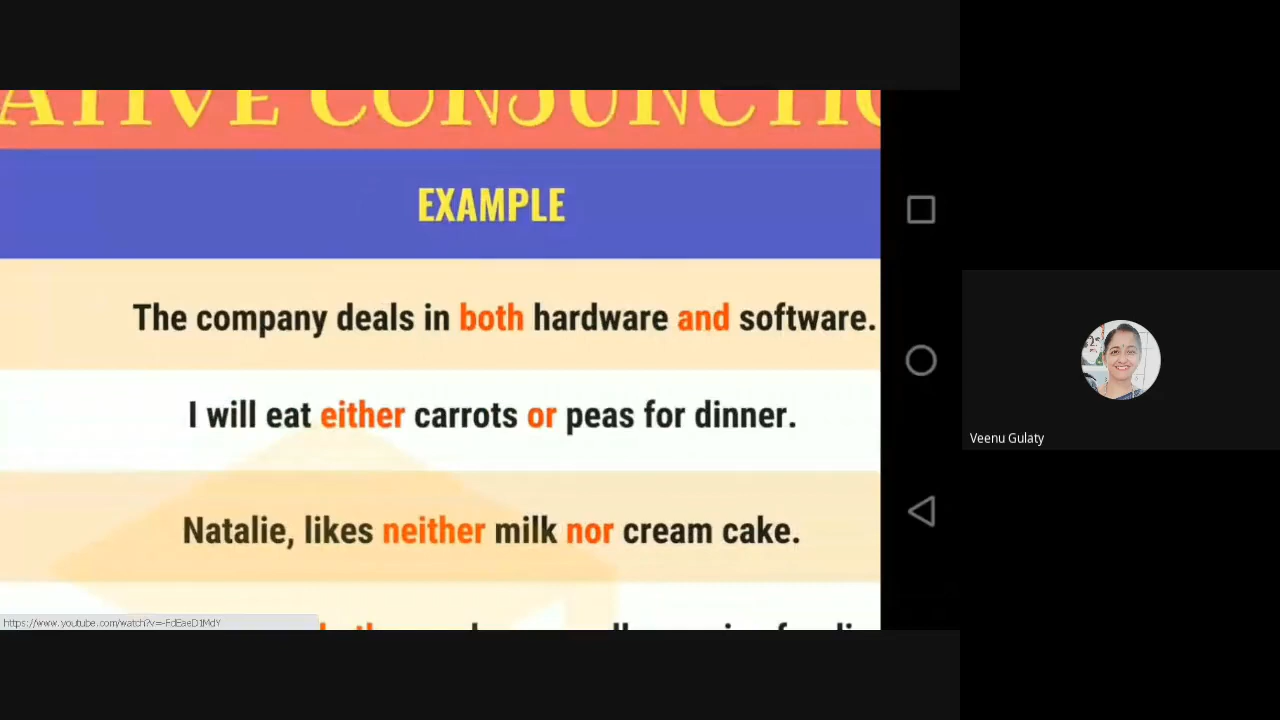 ATIVE CONJUNCTIO
EXAMPLE
The company deals in both hardware and software.
I will eat either carrots or peas for dinner.
Natalie, likes neither milk nor cream cake.
https://www.youtube.com/watch?v=-FdEaeD1MdY
Veenu Gulaty